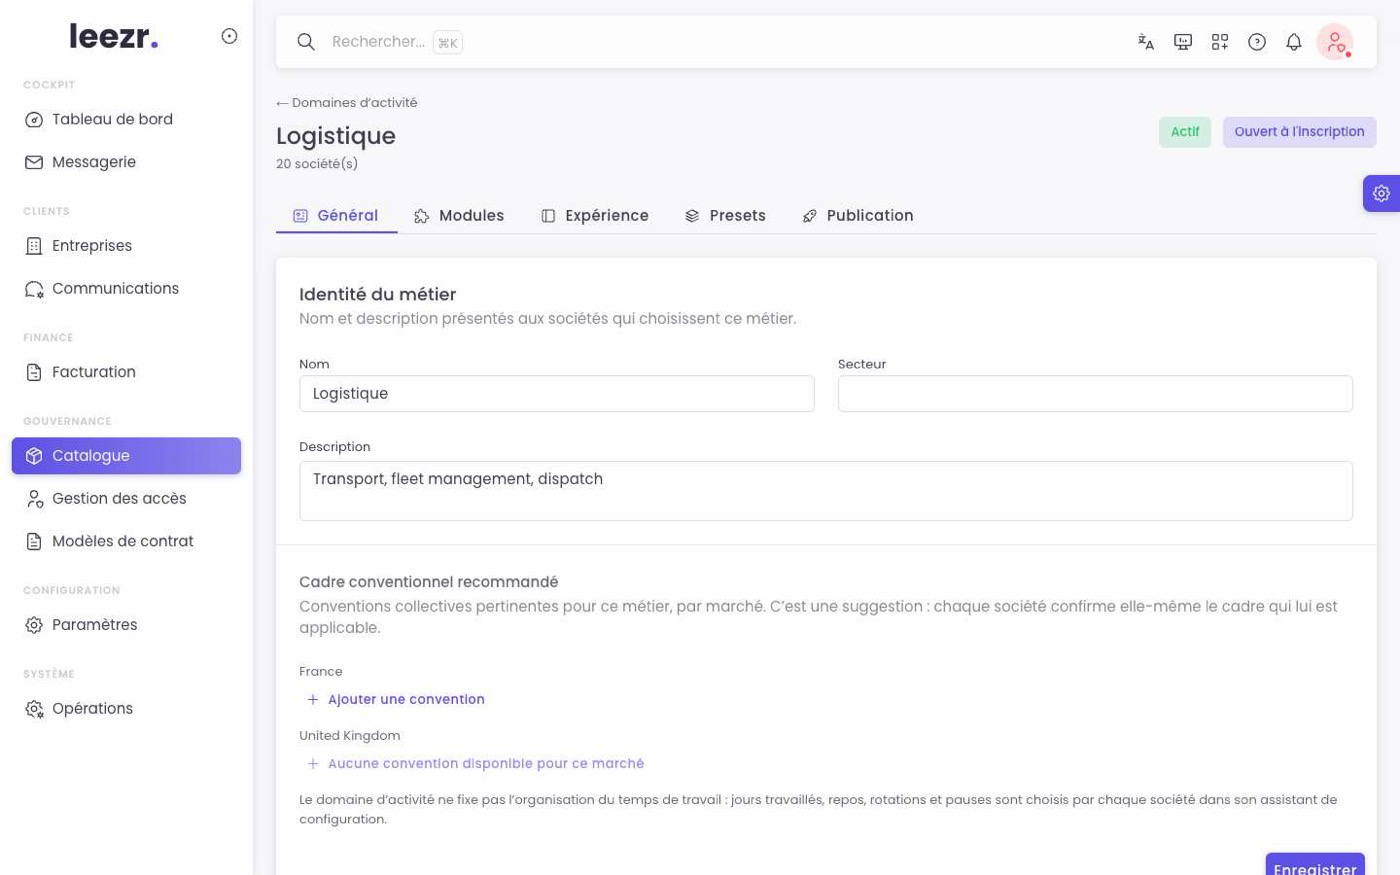 leezr.
Rechercher... ⌘K
COCKPIT
Tableau de bord
Messagerie
CLIENTS
Entreprises
Communications
FINANCE
Facturation
GOUVERNANCE
Catalogue
Gestion des accès
Modèles de contrat
CONFIGURATION
Paramètres
SYSTÈME
Opérations
← Domaines d’activité
Logistique
20 société(s)
Actif
Ouvert à l'inscription
Général
Modules
Expérience
Presets
Publication
Identité du métier
Nom et description présentés aux sociétés qui choisissent ce métier.
Nom
Logistique
Secteur
Description
Transport, fleet management, dispatch
Cadre conventionnel recommandé
Conventions collectives pertinentes pour ce métier, par marché. C’est une suggestion : chaque société confirme elle-même le cadre qui lui est
applicable.
France
+ Ajouter une convention
United Kingdom
+ Aucune convention disponible pour ce marché
Le domaine d’activité ne fixe pas l’organisation du temps de travail : jours travaillés, repos, rotations et pauses sont choisis par chaque société dans son assistant de
configuration.
Enregistrer